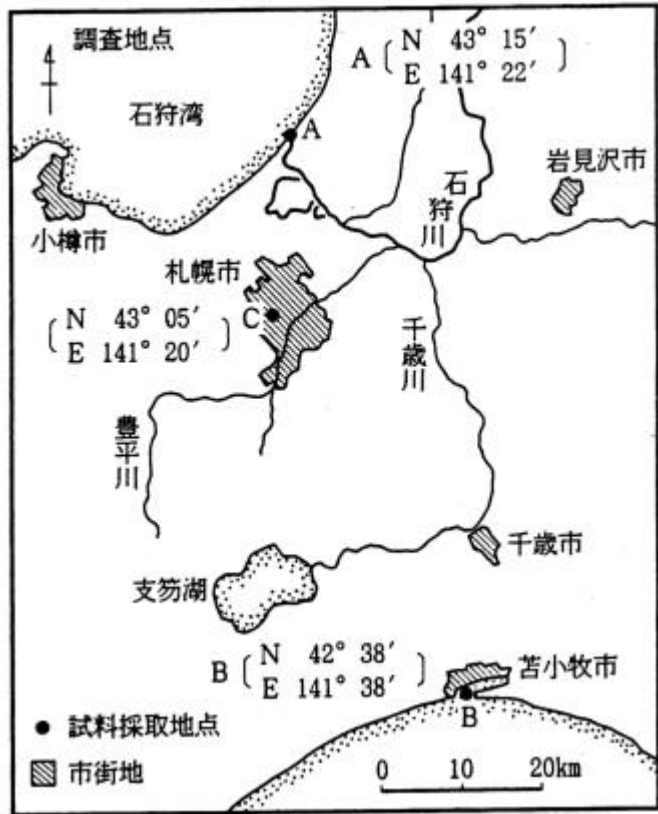 調査地点
4
石狩湾
A
N 43° 15′
E 141° 22′
A
岩見沢市
石狩川
小樽市
札幌市
N 43° 05′
E 141° 20′
C
千歳川
豊平川
千歳市
支笏湖
B
N 42° 38′
E 141° 38′
苫小牧市
B
試料採取地点
市街地
0 10 20km